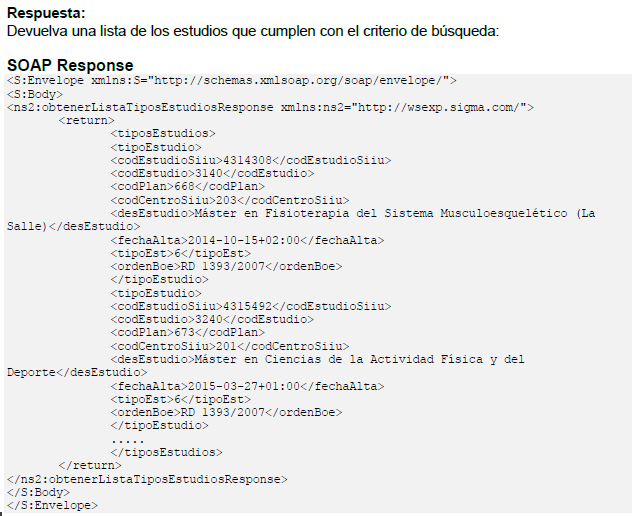 Respuesta:
Devuelva una lista de los estudios que cumplen con el criterio de búsqueda:
SOAP Response
<S:Envelope xmlns:S="http://schemas.xmlsoap.org/soap/envelope/">
<S:Body>
<ns2:obtenerListaTiposEstudiosResponse xmlns:ns2="http://wsexp.sigma.com/">
<return>
<tiposEstudios>
<tipoEstudio>
<codEstudioSiiu>4314308</codEstudioSiiu>
<codEstudio>3140</codEstudio>
<codPlan>668</codPlan>
<codCentroSiiu>203</codCentroSiiu>
<desEstudio>Máster en Fisioterapia del Sistema Musculoesquelético (La
Salle)</desEstudio>
<fechaAlta>2014-10-15+02:00</fechaAlta>
<tipoEst>6</tipoEst>
<ordenBoe>RD 1393/2007</ordenBoe>
</tipoEstudio>
<tipoEstudio>
<codEstudioSiiu>4315492</codEstudioSiiu>
<codEstudio>3240</codEstudio>
<codPlan>673</codPlan>
<codCentroSiiu>201</codCentroSiiu>
<desEstudio>Máster en Ciencias de la Actividad Física y del
Deporte</desEstudio>
<fechaAlta>2015-03-27+01:00</fechaAlta>
<tipoEst>6</tipoEst>
<ordenBoe>RD 1393/2007</ordenBoe>
</tipoEstudio>
.....
</tiposEstudios>
</return>
</ns2:obtenerListaTiposEstudiosResponse>
</S:Body>
</S:Envelope>